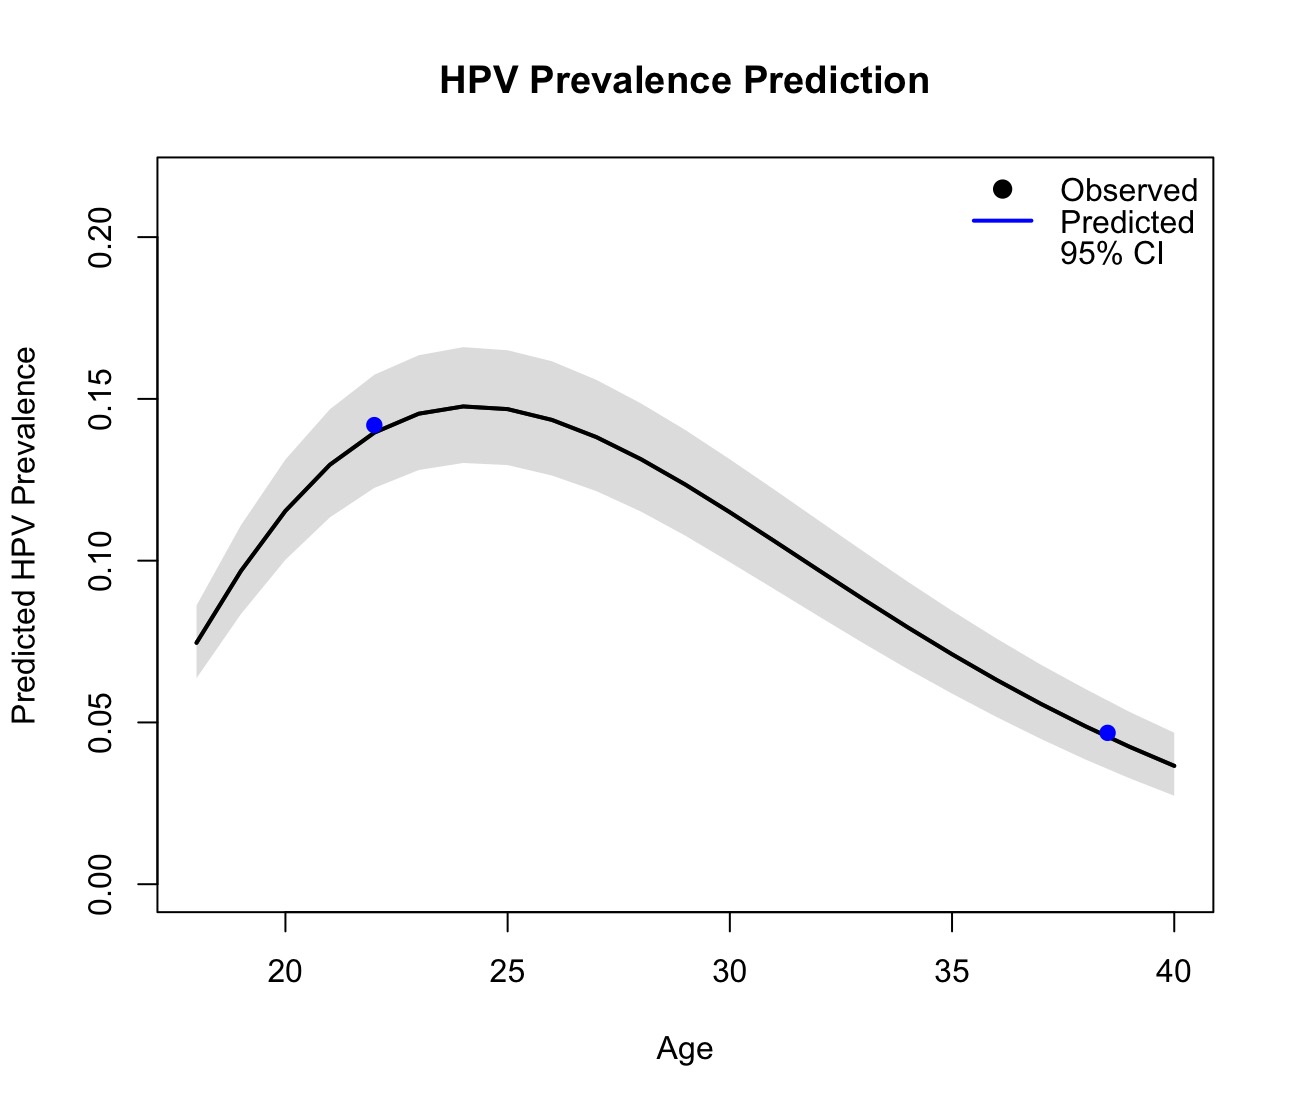 HPV Prevalence Prediction
Observed
Predicted
95% CI
Predicted HPV Prevalence
0.20
0.15
0.10
0.05
0.00
20
25
30
35
40
Age